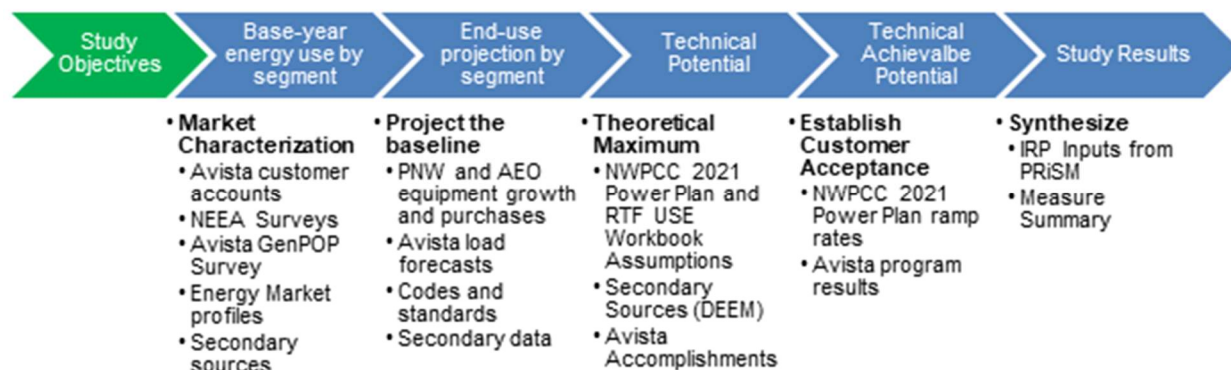 Study
Objectives
Base-year
energy use by
segment
End-use
projection by
segment
Technical
Potential
Technical
Achievalbe
Potential
Study Results
• Market
Characterization
• Avista customer
accounts
• NEEA Surveys
• Avista GenPOP
Survey
• Energy Market
profiles
• Secondary
sources
• Project the
baseline
• PNW and AEO
equipment growth
and purchases
• Avista load
forecasts
• Codes and
standards
• Secondary data
• Theoretical
Maximum
• NWPCC 2021
Power Plan and
RTF USE
Workbook
Assumptions
• Secondary
Sources (DEEM)
• Avista
Accomplishments
• Establish
Customer
Acceptance
• NWPCC 2021
Power Plan ramp
rates
• Avista program
results
• Synthesize
• IRP Inputs from
PRiSM
• Measure
Summary